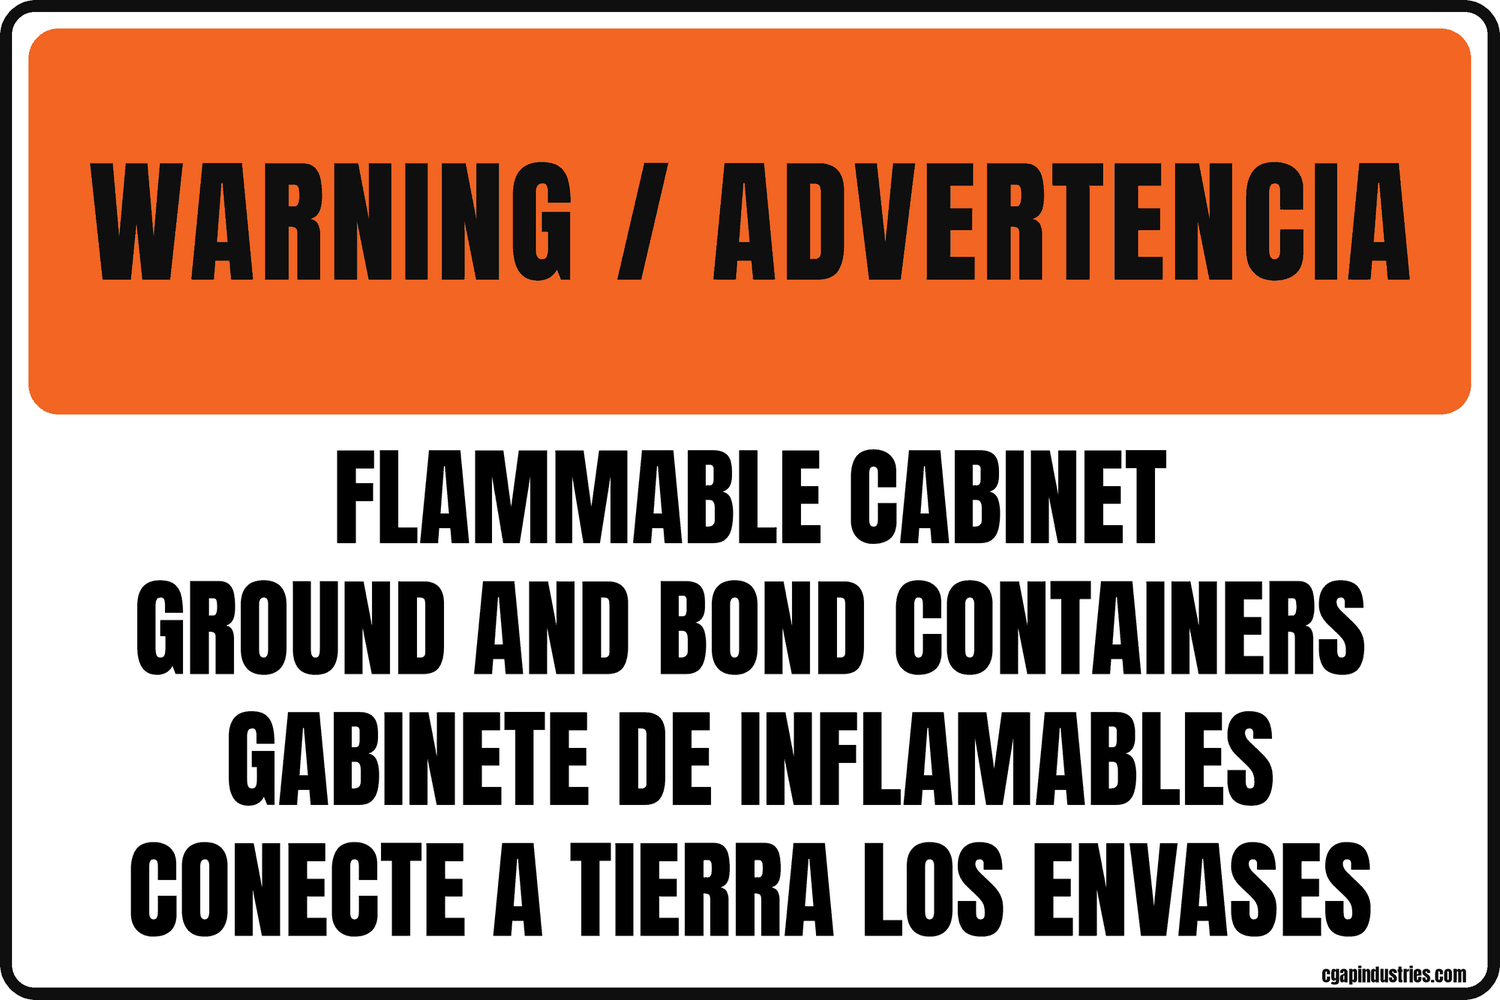 WARNING / ADVERTENCIA
FLAMMABLE CABINET
GROUND AND BOND CONTAINERS
GABINETE DE INFLAMABLES
CONECTE A TIERRA LOS ENVASES
cgapindustries.com